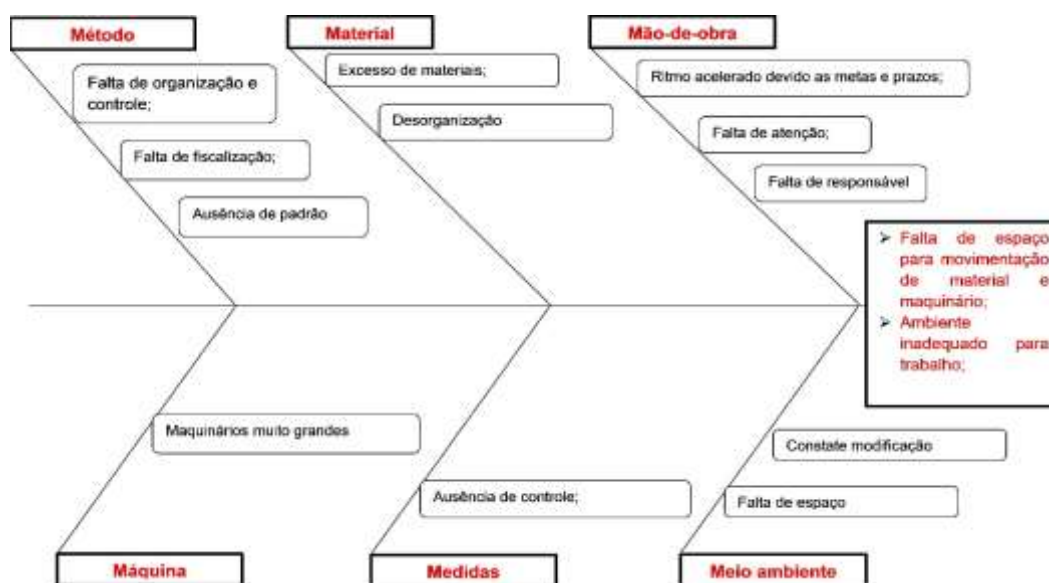 Método
Material
Mão-de-obra
Falta de organização e
controle;
Falta de fiscalização;
Ausência de padrão
Excesso de materiais;
Desorganização
Ritmo acelerado devido as metas e prazos;
Falta de atenção;
Falta de responsável
➤ Falta de espaço
para movimentação
de material e
maquinário;
➤ Ambiente
inadequado para
trabalho;
Maquinários muito grandes
Ausência de controle;
Constate modificação
Falta de espaço
Máquina
Medidas
Meio ambiente